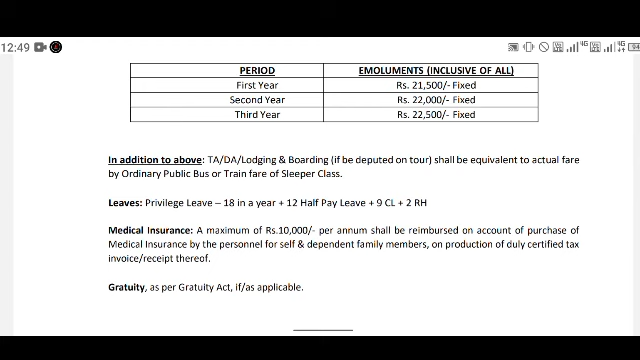 12:49
PERIOD EMOLUMENTS (INCLUSIVE OF ALL)
First Year Rs. 21,500/- Fixed
Second Year Rs. 22,000/- Fixed
Third Year Rs. 22,500/- Fixed
In addition to above: TA/DA/Lodging & Boarding (if be deputed on tour) shall be equivalent to actual fare
by Ordinary Public Bus or Train fare of Sleeper Class.
Leaves: Privilege Leave – 18 in a year + 12 Half Pay Leave + 9 CL + 2 RH
Medical Insurance: A maximum of Rs.10,000/- per annum shall be reimbursed on account of purchase of
Medical Insurance by the personnel for self & dependent family members, on production of duly certified tax
invoice/receipt thereof.
Gratuity, as per Gratuity Act, if/as applicable.